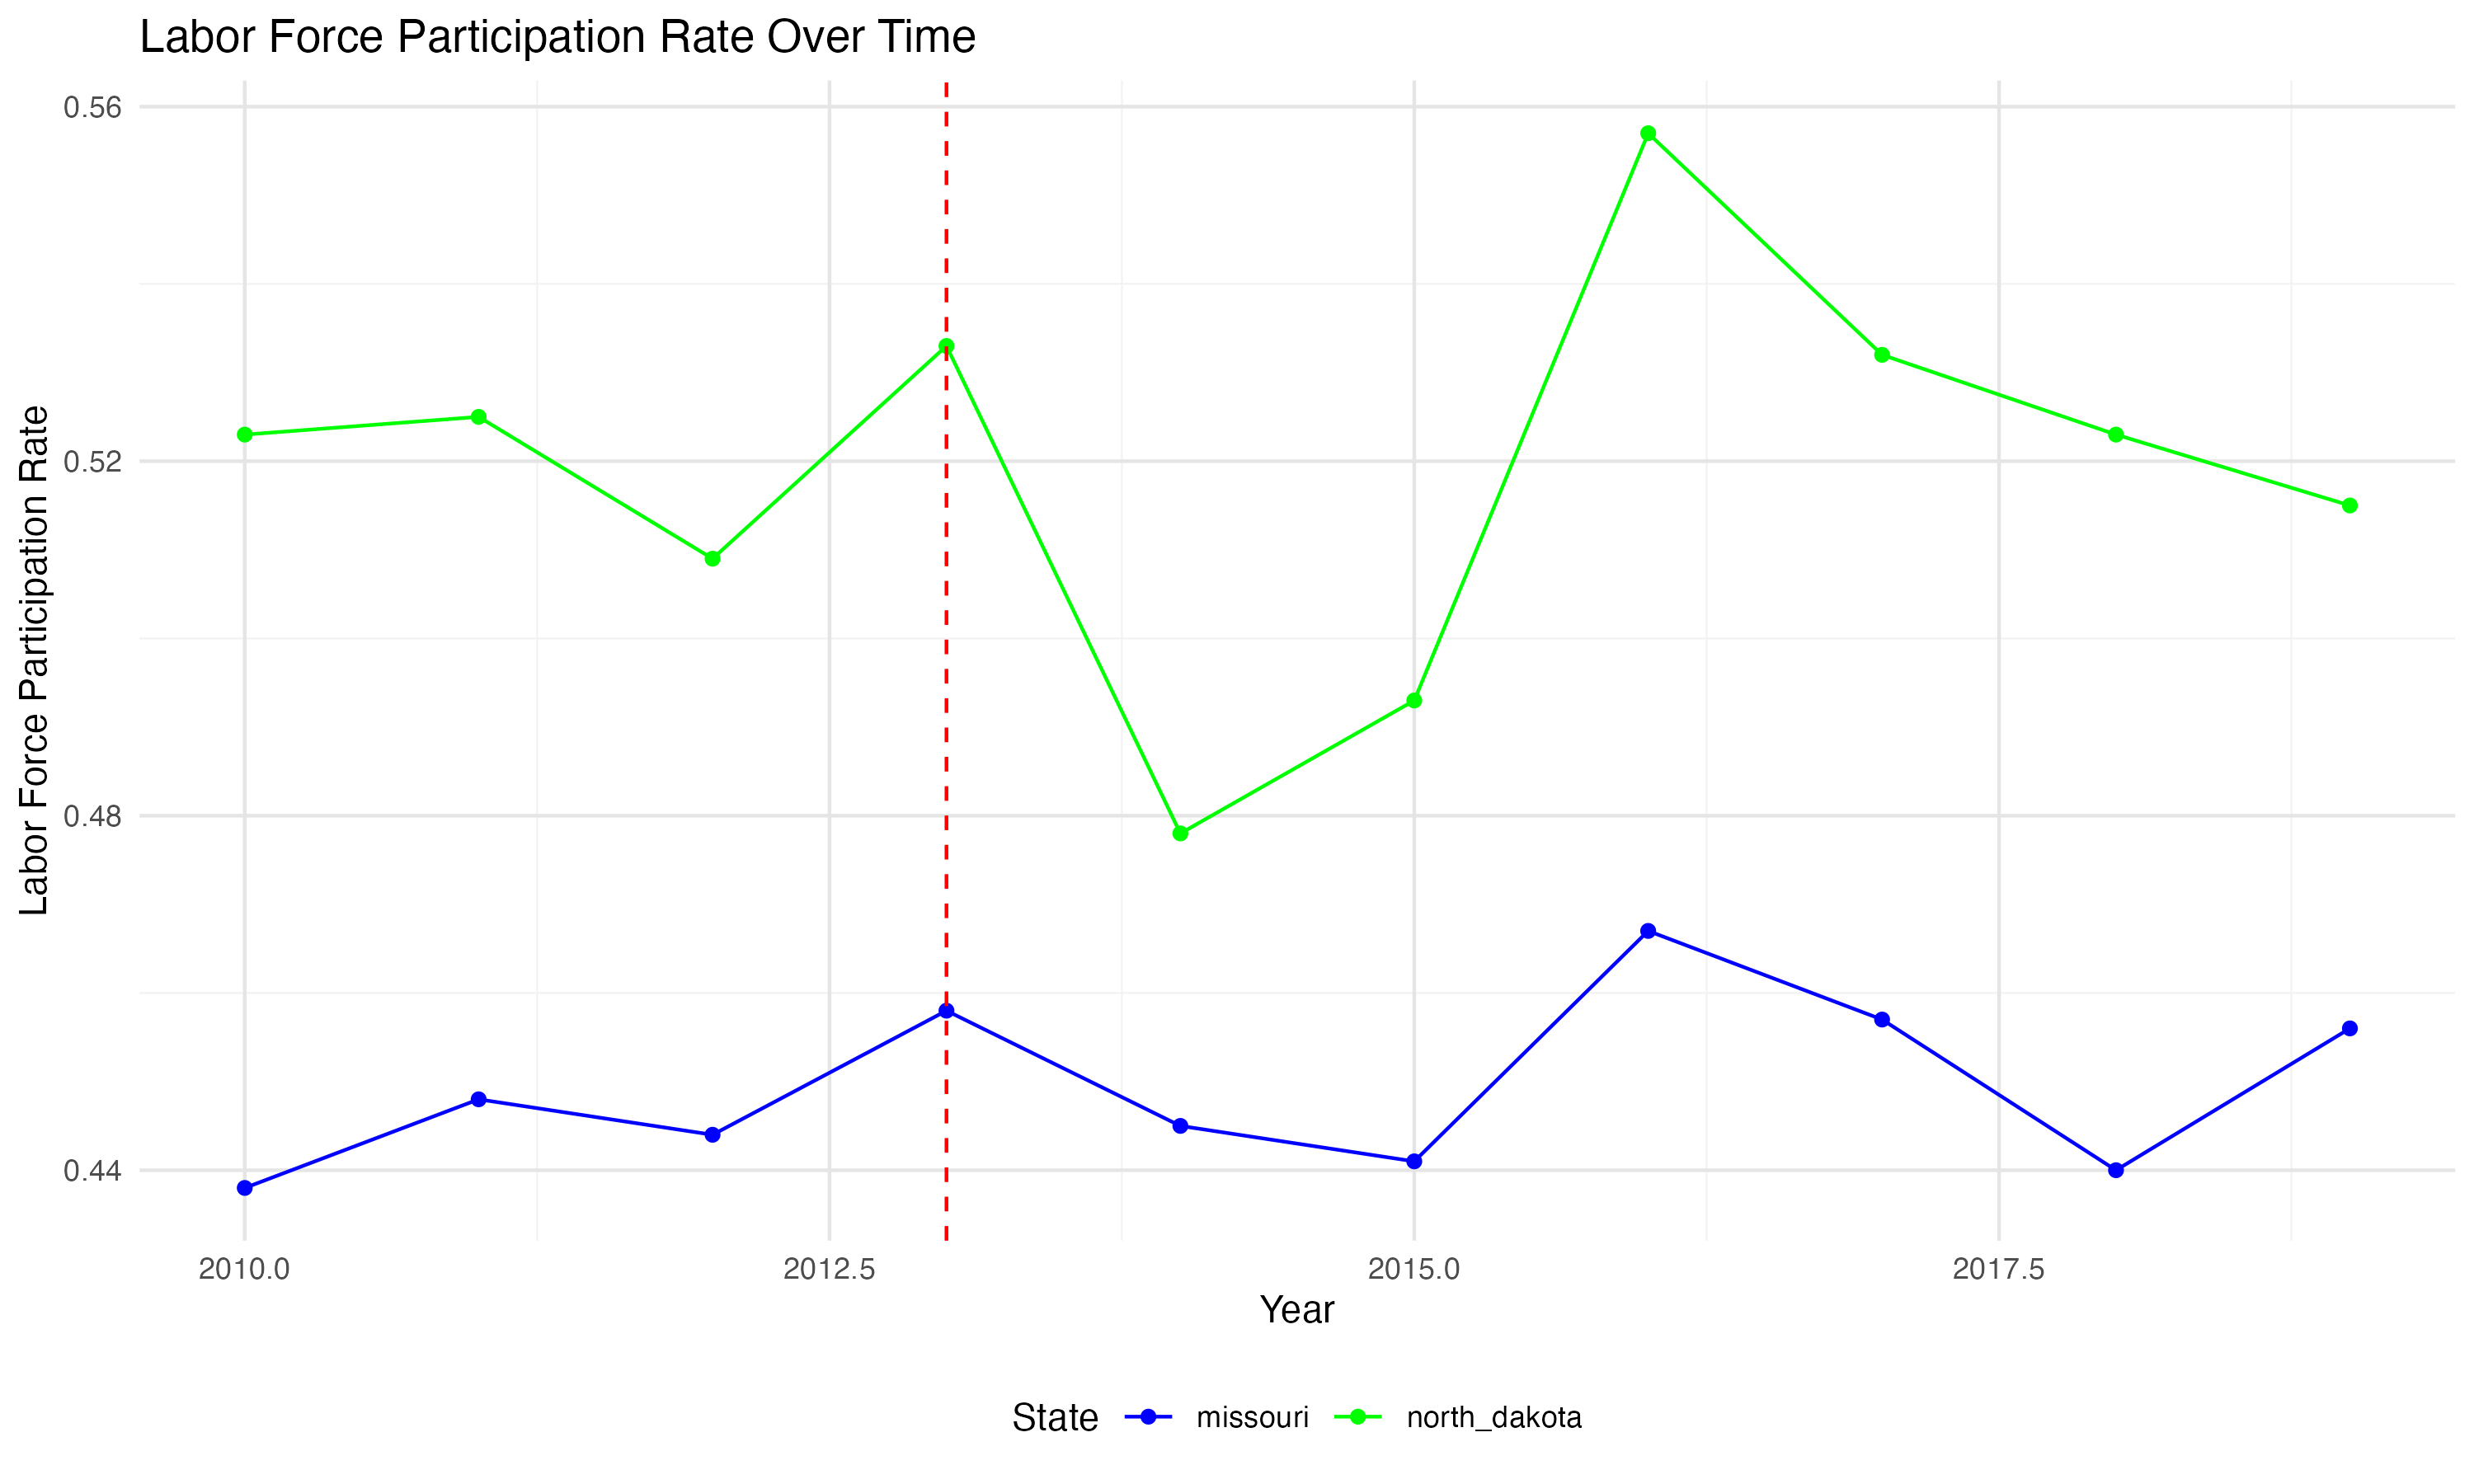 Labor Force Participation Rate Over Time
Labor Force Participation Rate
0.56
0.52
0.48
0.44
2010.0 2012.5 2015.0 2017.5
Year
State missouri north_dakota